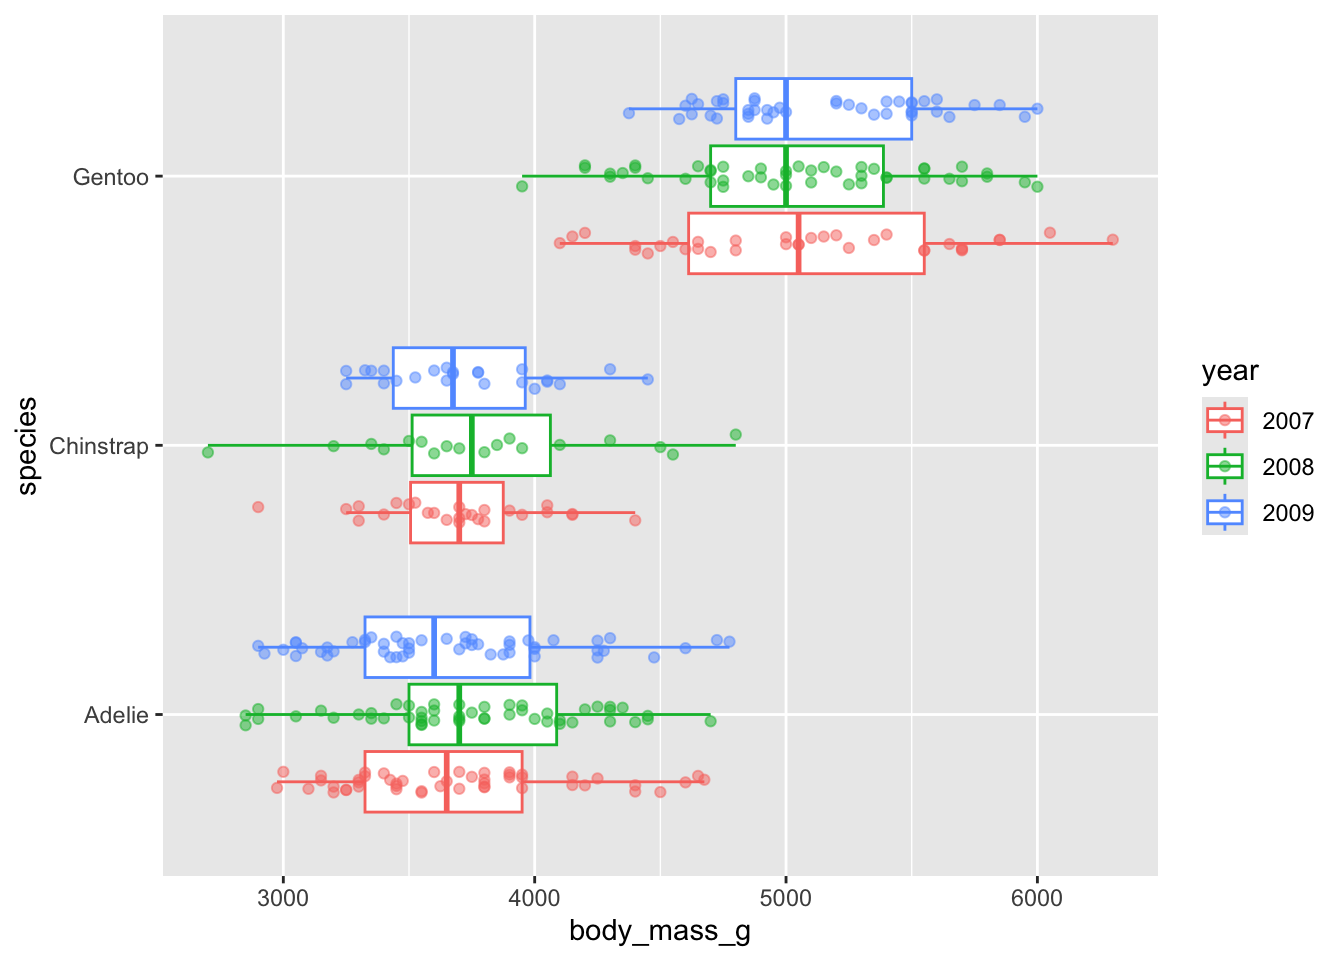 Gentoo
Chinstrap
Adelie
species
3000 4000 5000 6000
body_mass_g
year
2007
2008
2009